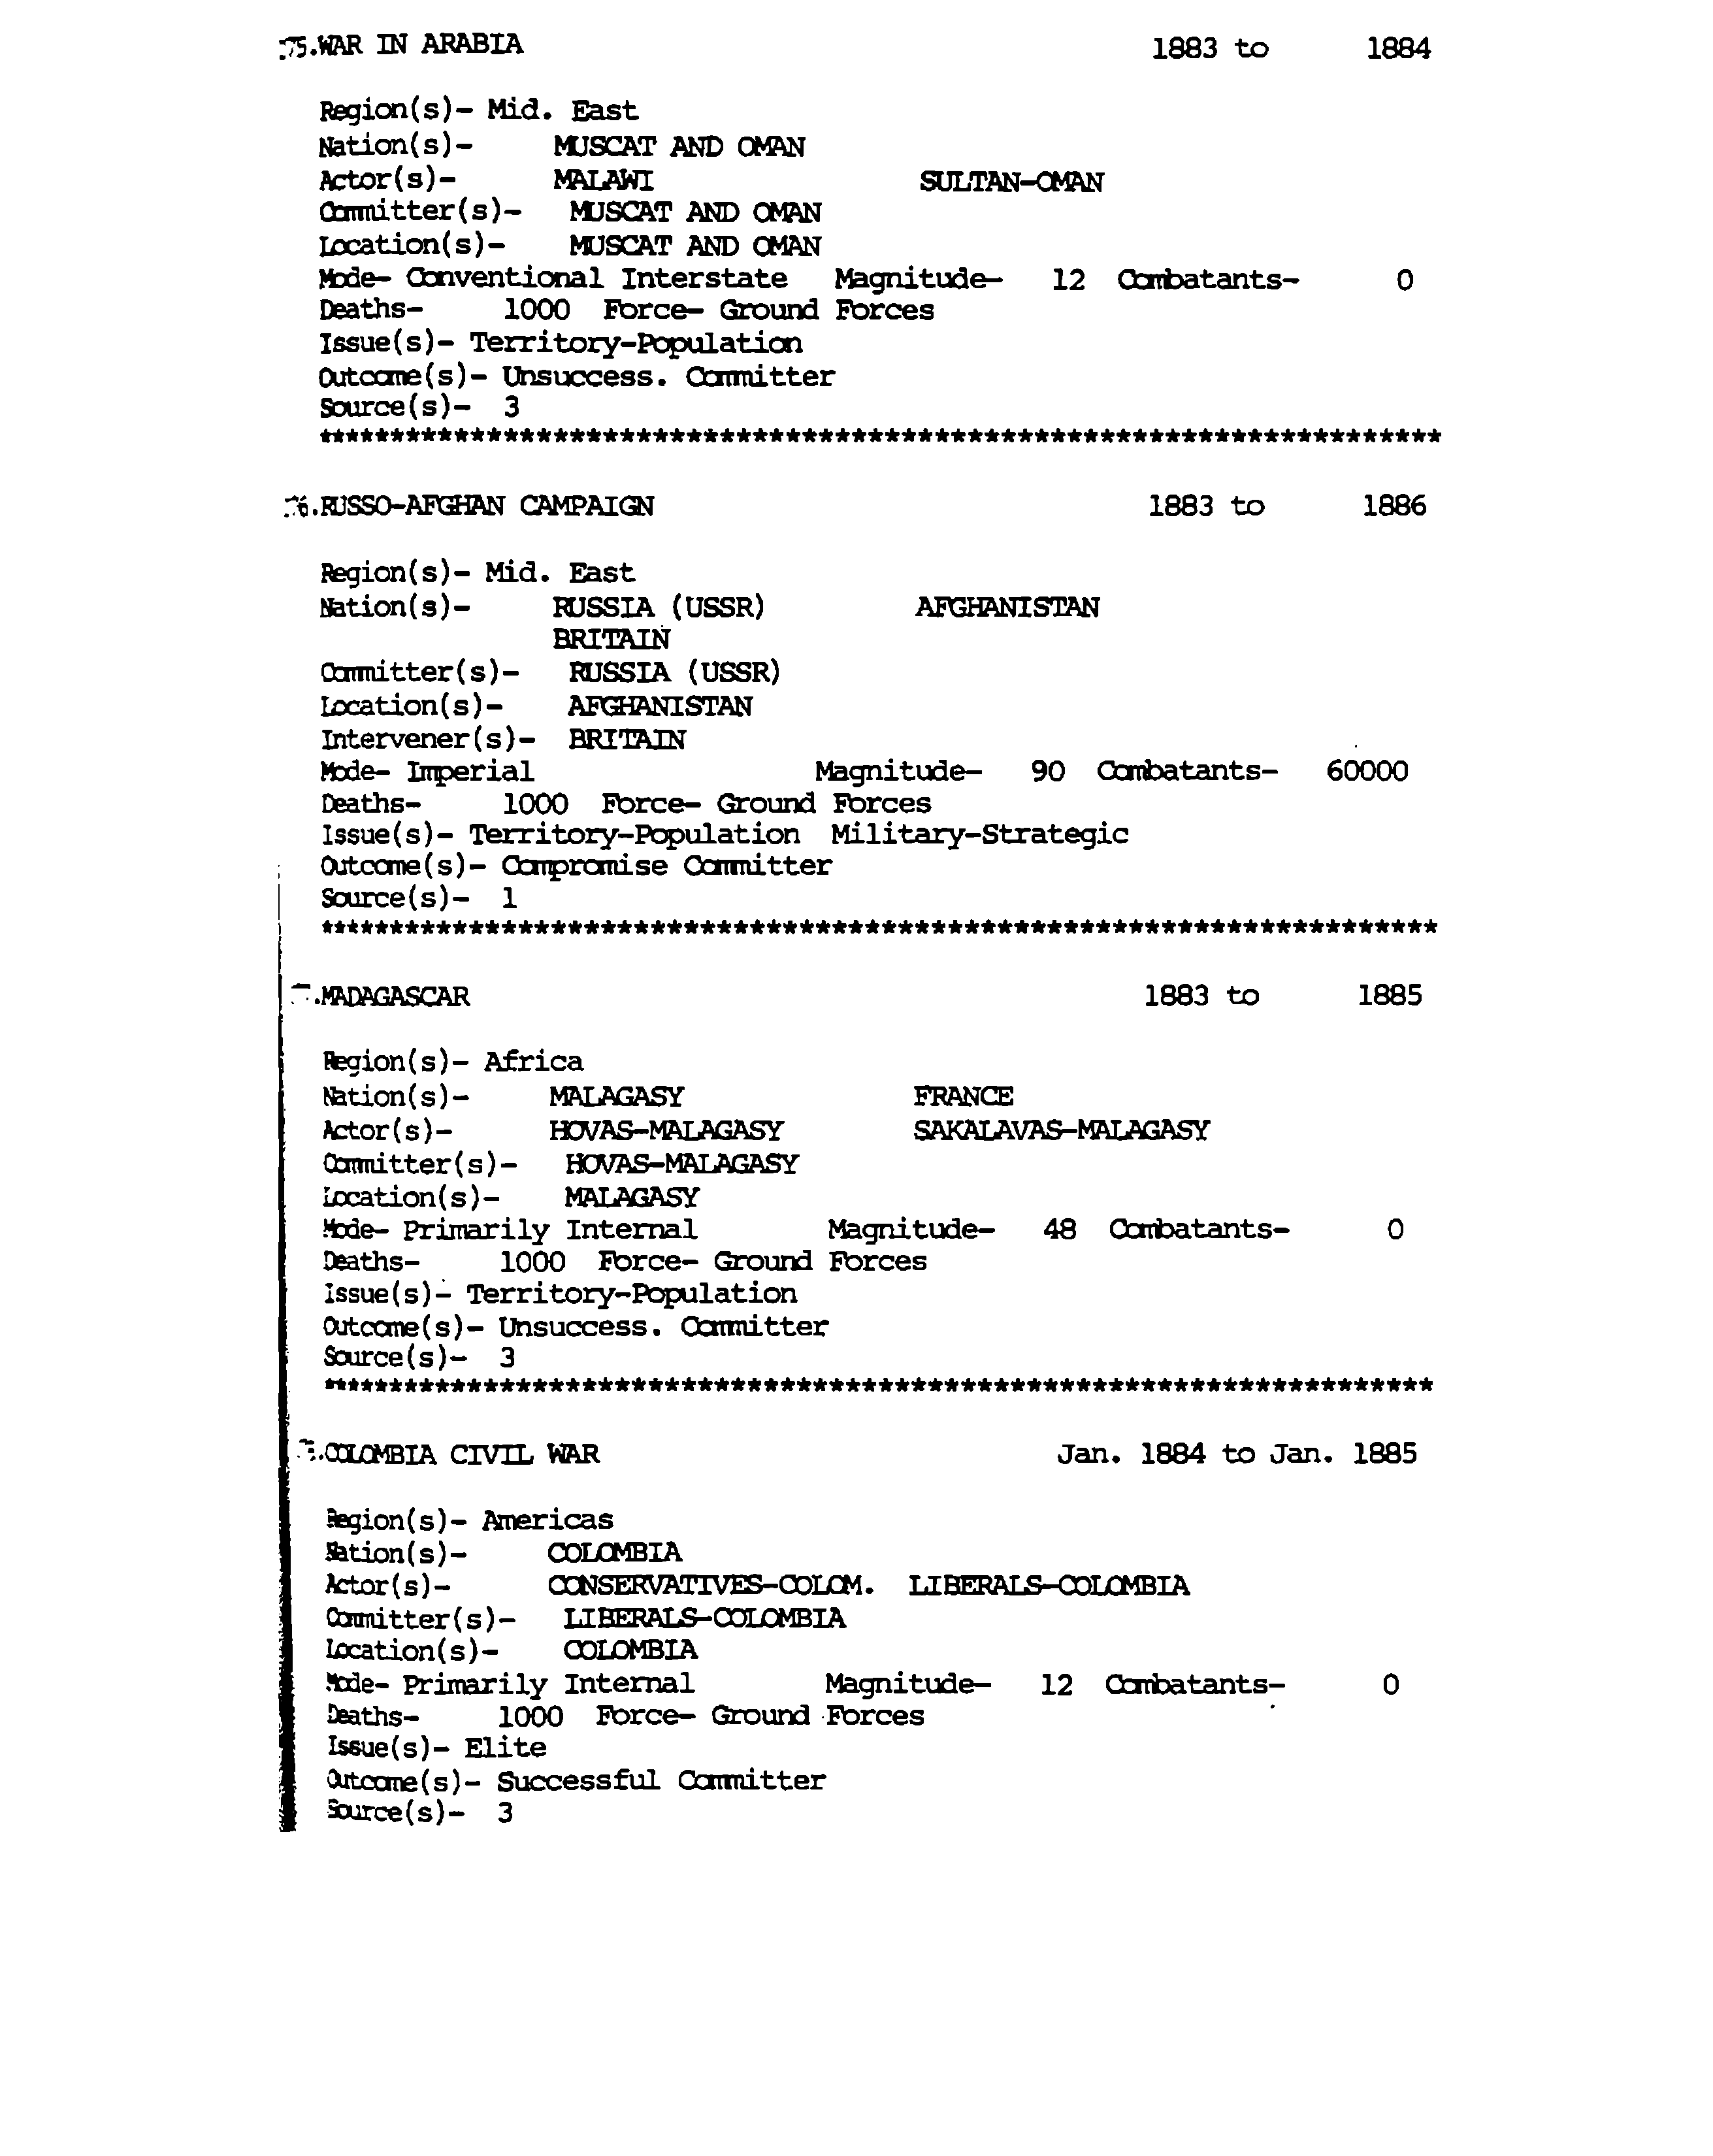 75.WAR IN ARABIA 1883 to 1884
Region(s)- Mid. East
Nation(s)- MUSCAT AND OMAN
Actor(s)- MALAWI SULTAN-OMAN
Committer(s)- MUSCAT AND OMAN
Location(s)- MUSCAT AND OMAN
Mode- Conventional Interstate Magnitude- 12 Combatants- 0
Deaths- 1000 Force- Ground Forces
Issue(s)- Territory-Population
Outcome(s)- Unsuccess. Committer
Source(s)- 3
********************************************************************
76.RUSSO-AFGHAN CAMPAIGN 1883 to 1886
Region(s)- Mid. East
Nation(s)- RUSSIA (USSR) AFGHANISTAN
BRITAIN
Committer(s)- RUSSIA (USSR)
Location(s)- AFGHANISTAN
Intervener(s)- BRITAIN
Mode- Imperial Magnitude- 90 Combatants- 60000
Deaths- 1000 Force- Ground Forces
Issue(s)- Territory-Population Military-Strategic
Outcome(s)- Compromise Committer
Source(s)- 1
********************************************************************
.MADAGASCAR 1883 to 1885
Region(s)- Africa
Nation(s)- MALAGASY FRANCE
Actor(s)- HOVAS-MALAGASY SAKALAVAS-MALAGASY
Committer(s)- HOVAS-MALAGASY
Location(s)- MALAGASY
Mode- Primarily Internal Magnitude- 48 Combatants- 0
Deaths- 1000 Force- Ground Forces
Issue(s)- Territory-Population
Outcome(s)- Unsuccess. Committer
Source(s)- 3
********************************************************************
.COLOMBIA CIVIL WAR Jan. 1884 to Jan. 1885
Region(s)- Americas
Nation(s)- COLOMBIA
Actor(s)- CONSERVATIVES-COLOM. LIBERALS-COLOMBIA
Committer(s)- LIBERALS-COLOMBIA
Location(s)- COLOMBIA
Mode- Primarily Internal Magnitude- 12 Combatants- 0
Deaths- 1000 Force- Ground Forces
Issue(s)- Elite
Outcome(s)- Successful Committer
Source(s)- 3